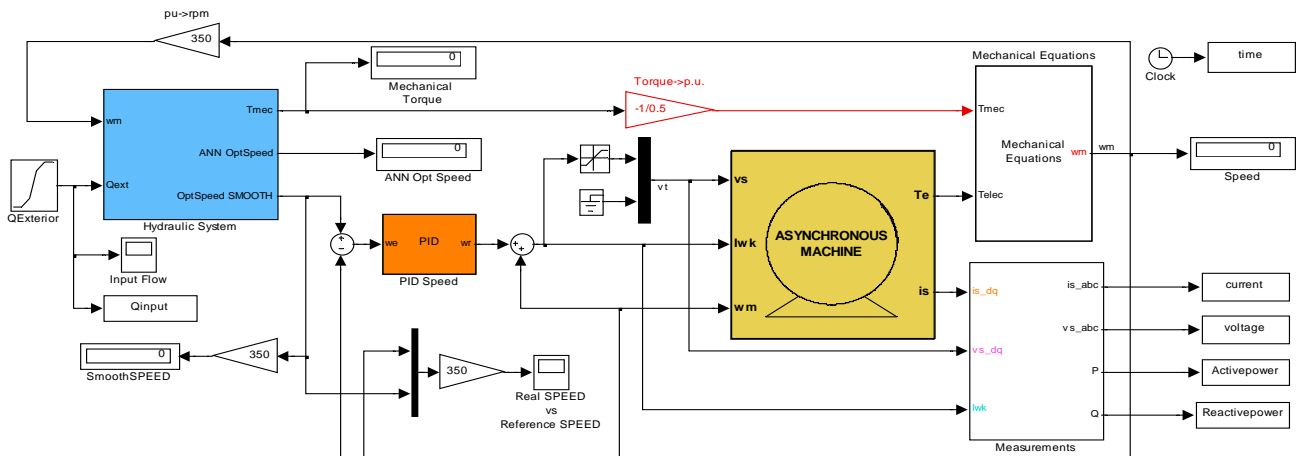 pu->rpm
350
Mechanical Equations
0
Mechanical
Torque
Torque->p.u.
-1/0.5
Clock
time
wm
Tmec
ANN OptSpeed
Qext
OptSpeed SMOOTH
Hydraulic System
QExterior
0
ANN Opt Speed
vt
Tmec
Mechanical
Equations
wm
Telec
wm
0
Speed
Input Flow
Qinput
we
PID
wr
PID Speed
+
−
+
+
vs
Te
lwk
ASYNCHRONOUS
MACHINE
is
wm
is_dq
is_abc
vs_abc
vs_dq
P
lwk
Q
Measurements
current
voltage
Activepower
Reactivepower
0
SmoothSPEED
350
350
Real SPEED
vs
Reference SPEED